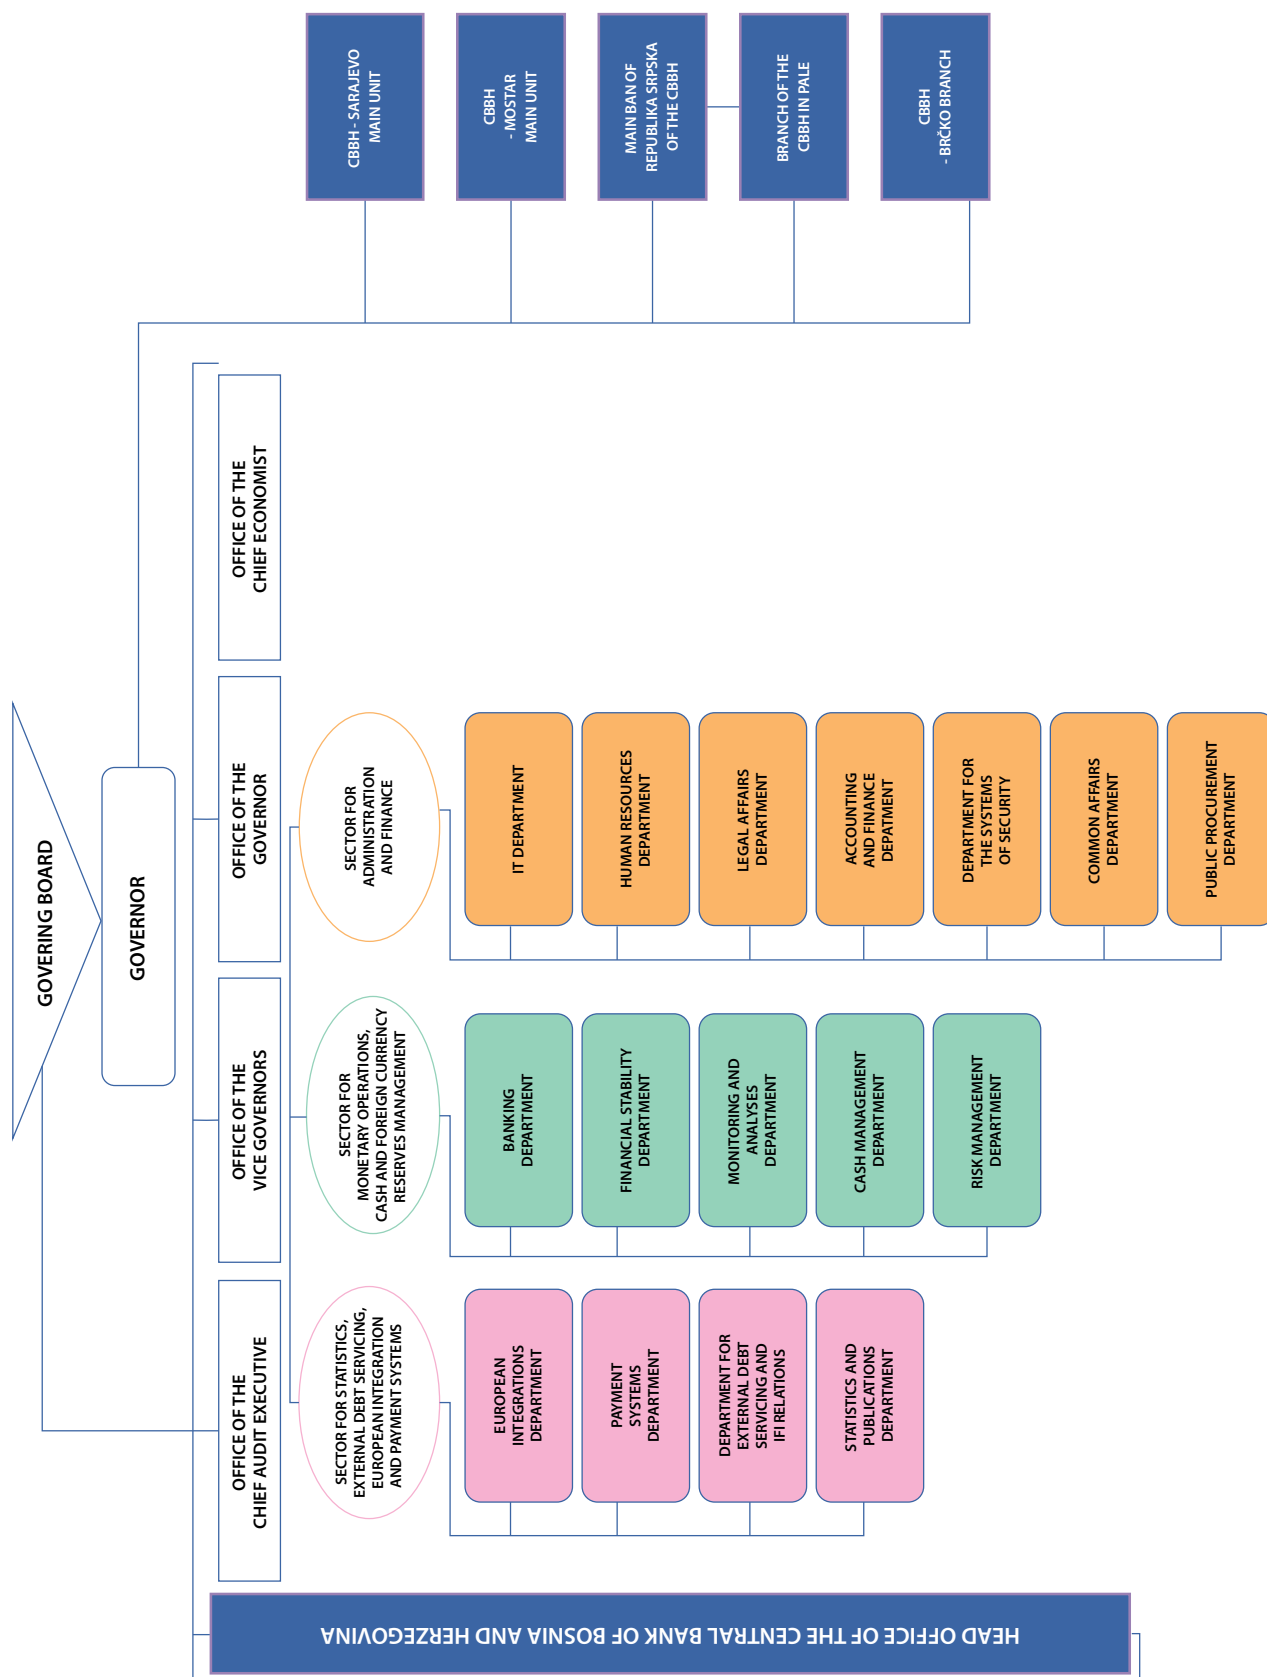 GOVERING BOARD
GOVERNOR
OFFICE OF THE
CHIEF AUDIT EXECUTIVE
OFFICE OF THE
VICE GOVERNORS
OFFICE OF THE
GOVERNOR
OFFICE OF THE
CHIEF ECONOMIST
SECTOR FOR STATISTICS,
EXTERNAL DEBT SERVICING,
EUROPEAN INTEGRATION
AND PAYMENT SYSTEMS
EUROPEAN
INTEGRATIONS
DEPARTMENT
PAYMENT
SYSTEMS
DEPARTMENT
DEPARTMENT FOR
EXTERNAL DEBT
SERVICING AND
IFI RELATIONS
STATISTICS AND
PUBLICATIONS
DEPARTMENT
SECTOR FOR
MONETARY OPERATIONS,
CASH AND FOREIGN CURRENCY
RESERVES MANAGEMENT
BANKING
DEPARTMENT
FINANCIAL STABILITY
DEPARTMENT
MONITORING AND
ANALYSES
DEPARTMENT
CASH MANAGEMENT
DEPARTMENT
RISK MANAGEMENT
DEPARTMENT
SECTOR FOR
ADMINISTRATION
AND FINANCE
IT DEPARTMENT
HUMAN RESOURCES
DEPARTMENT
LEGAL AFFAIRS
DEPARTMENT
ACCOUNTING
AND FINANCE
DEPATMENT
DEPARTMENT FOR
THE SYSTEMS
OF SECURITY
COMMON AFFAIRS
DEPARTMENT
PUBLIC PROCUREMENT
DEPARTMENT
CBBH - SARAJEVO
MAIN UNIT
CBBH
- MOSTAR
MAIN UNIT
MAIN BAN OF
REPUBLIKA SRPSKA
OF THE CBBH
BRANCH OF THE
CBBH IN PALE
CBBH
- BRČKO BRANCH
HEAD OFFICE OF THE CENTRAL BANK OF BOSNIA AND HERZEGOVINA